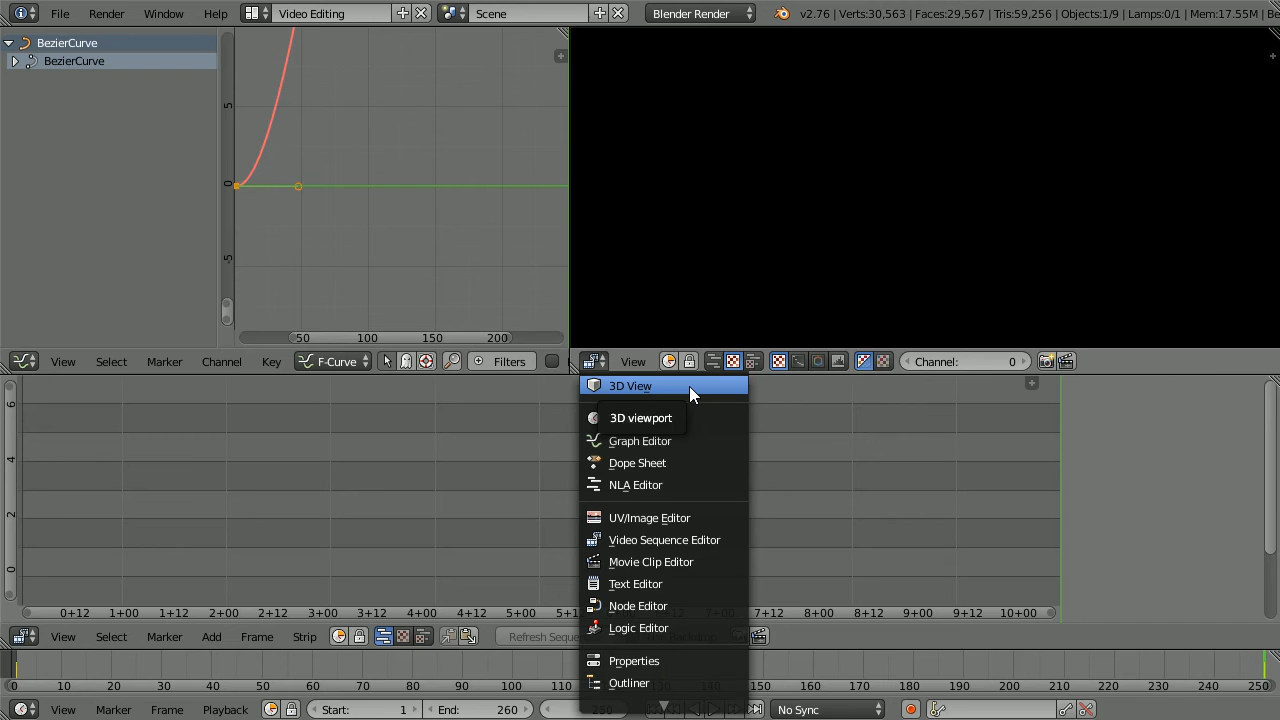 File Render Window Help Video Editing Scene Blender Render v2.76 | Verts:30,563 | Faces:29,567 | Tris:59,256 | Objects:1/9 | Lamps:0/1 | Mem:17.55M |
BezierCurve
BezierCurve
5
0
-5
50 100 150 200
View Select Marker Channel Key F-Curve Filters View Channel: 0
3D View
3D viewport
Graph Editor
Dope Sheet
NLA Editor
UV/Image Editor
Video Sequence Editor
Movie Clip Editor
Text Editor
Node Editor
Logic Editor
Properties
Outliner
6
4
2
0
0+12 1+00 1+12 2+00 2+12 3+00 3+12 4+00 4+12 5+00 7+12 8+00 8+12 9+00 9+12 10+00
View Select Marker Add Frame Strip Refresh Backdrop
0 10 20 30 40 50 60 70 80 90 100 110 130 140 150 160 170 180 190 200 210 220 230 240 250
View Marker Frame Playback Start: 1 End: 260 250 No Sync